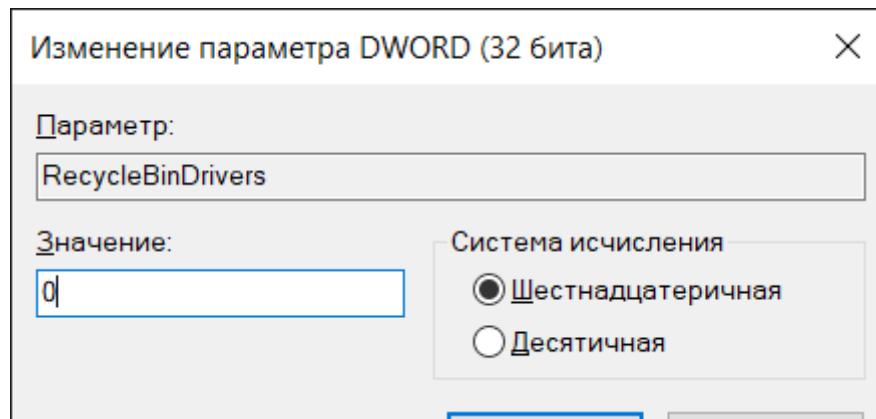 Изменение параметра DWORD (32 бита)
Параметр:
RecycleBinDrivers
Значение:
0
Система исчисления
Шестнадцатеричная
Десятичная